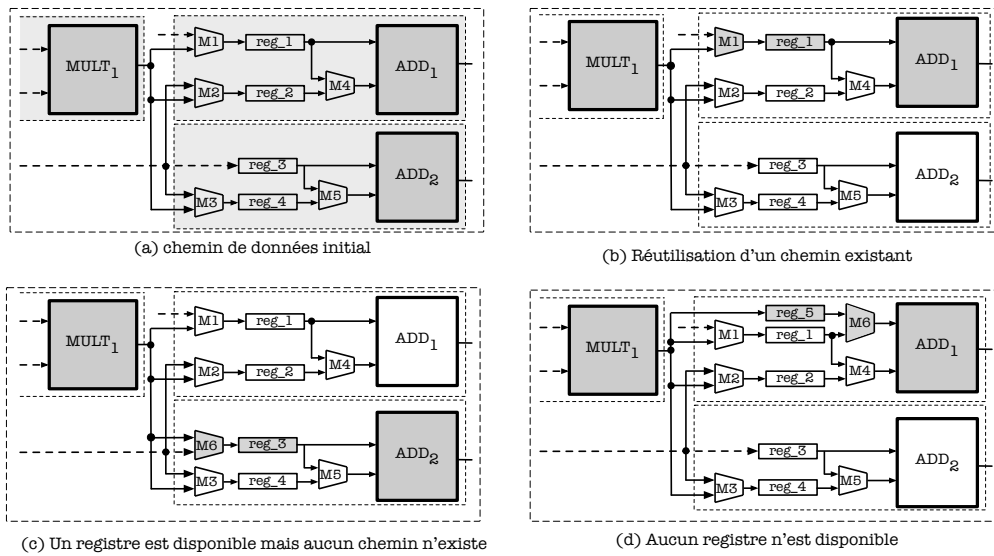 MULT1
M1
reg_1
M2
reg_2
M4
ADD1
reg_3
M3
reg_4
M5
ADD2
(a) chemin de données initial
MULT1
M1
reg_1
M2
reg_2
M4
ADD1
reg_3
M3
reg_4
M5
ADD2
(b) Réutilisation d'un chemin existant
MULT1
M1
reg_1
M2
reg_2
M4
ADD1
M6
reg_3
M3
reg_4
M5
ADD2
(c) Un registre est disponible mais aucun chemin n'existe
MULT1
reg_5
M6
M1
reg_1
M2
reg_2
M4
ADD1
reg_3
M3
reg_4
M5
ADD2
(d) Aucun registre n'est disponible